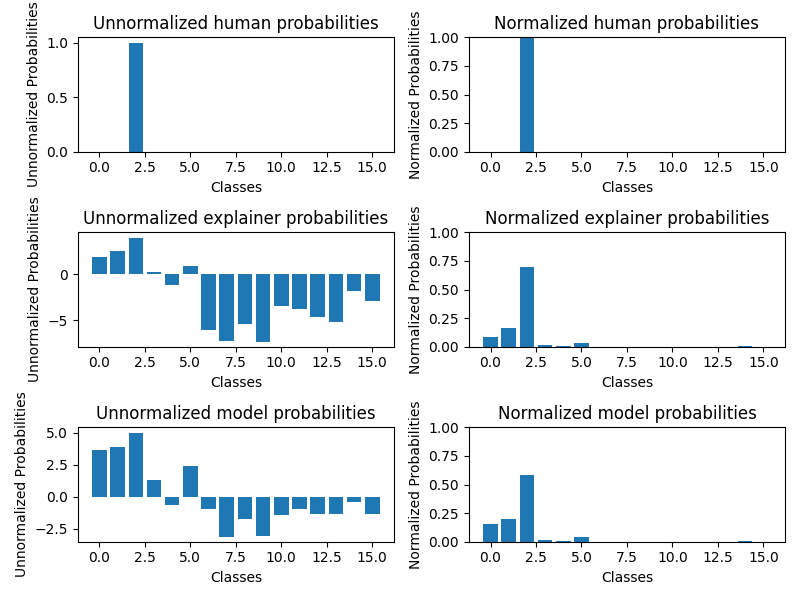 Unnormalized human probabilities
Unnormalized Probabilities
1.0
0.5
0.0
0.0 2.5 5.0 7.5 10.0 12.5 15.0
Classes
Normalized human probabilities
Normalized Probabilities
1.00
0.75
0.50
0.25
0.00
0.0 2.5 5.0 7.5 10.0 12.5 15.0
Classes
Unnormalized explainer probabilities
Unnormalized Probabilities
0
−5
0.0 2.5 5.0 7.5 10.0 12.5 15.0
Classes
Normalized explainer probabilities
Normalized Probabilities
1.00
0.75
0.50
0.25
0.00
0.0 2.5 5.0 7.5 10.0 12.5 15.0
Classes
Unnormalized model probabilities
Unnormalized Probabilities
5.0
2.5
0.0
−2.5
0.0 2.5 5.0 7.5 10.0 12.5 15.0
Classes
Normalized model probabilities
Normalized Probabilities
1.00
0.75
0.50
0.25
0.00
0.0 2.5 5.0 7.5 10.0 12.5 15.0
Classes